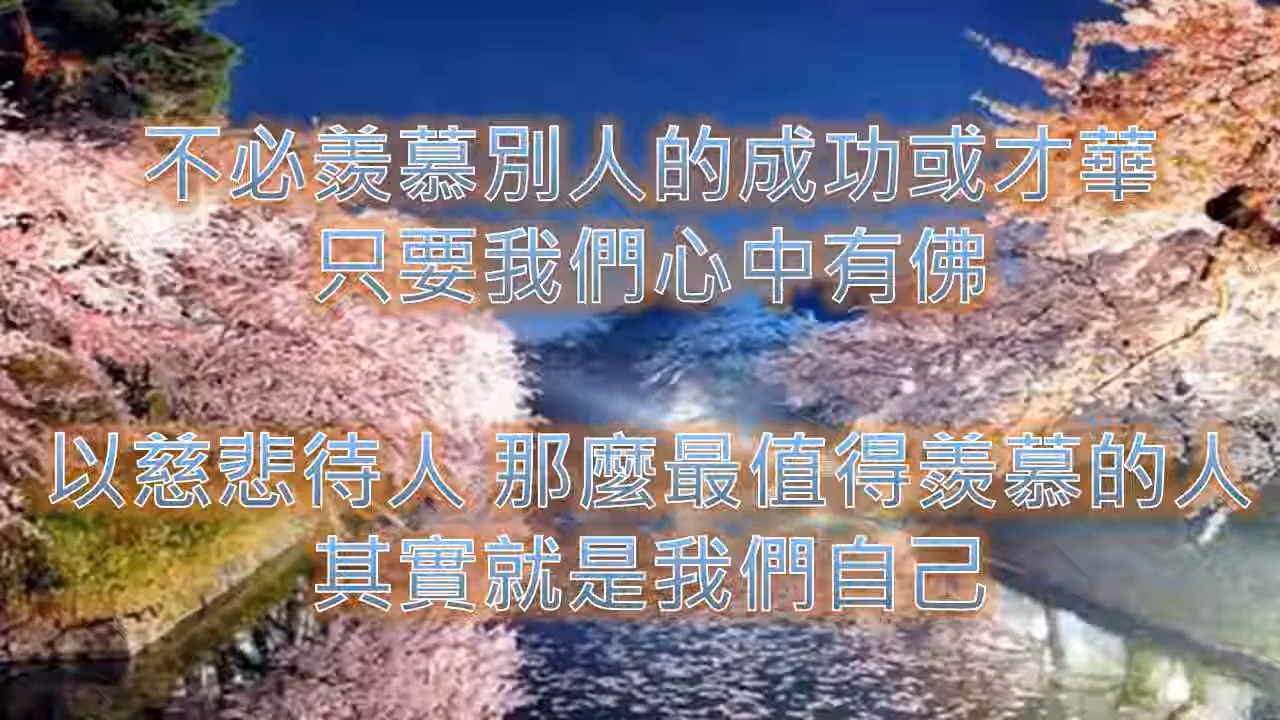 不必羨慕別人的成功或才華
只要我們心中有佛
以慈悲待人 那麼最值得羨慕的人
其實就是我們自己